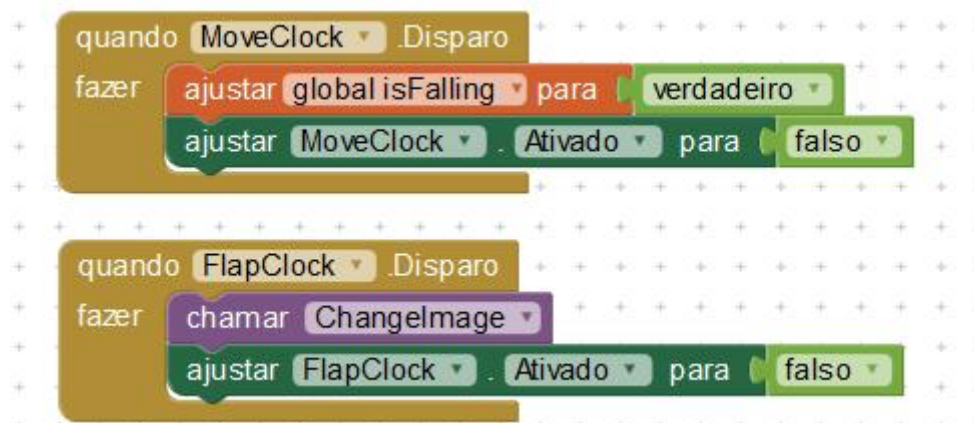 quando MoveClock .Disparo
fazer ajustar global isFalling para verdadeiro
ajustar MoveClock . Ativado para falso
quando FlapClock .Disparo
fazer chamar ChangeImage
ajustar FlapClock . Ativado para falso